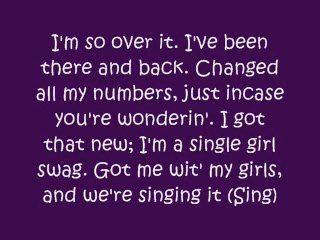 I'm so over it. I've been
there and back. Changed
all my numbers, just incase
you're wonderin'. I got
that new; I'm a single girl
swag. Got me wit' my girls,
and we're singing it (Sing)